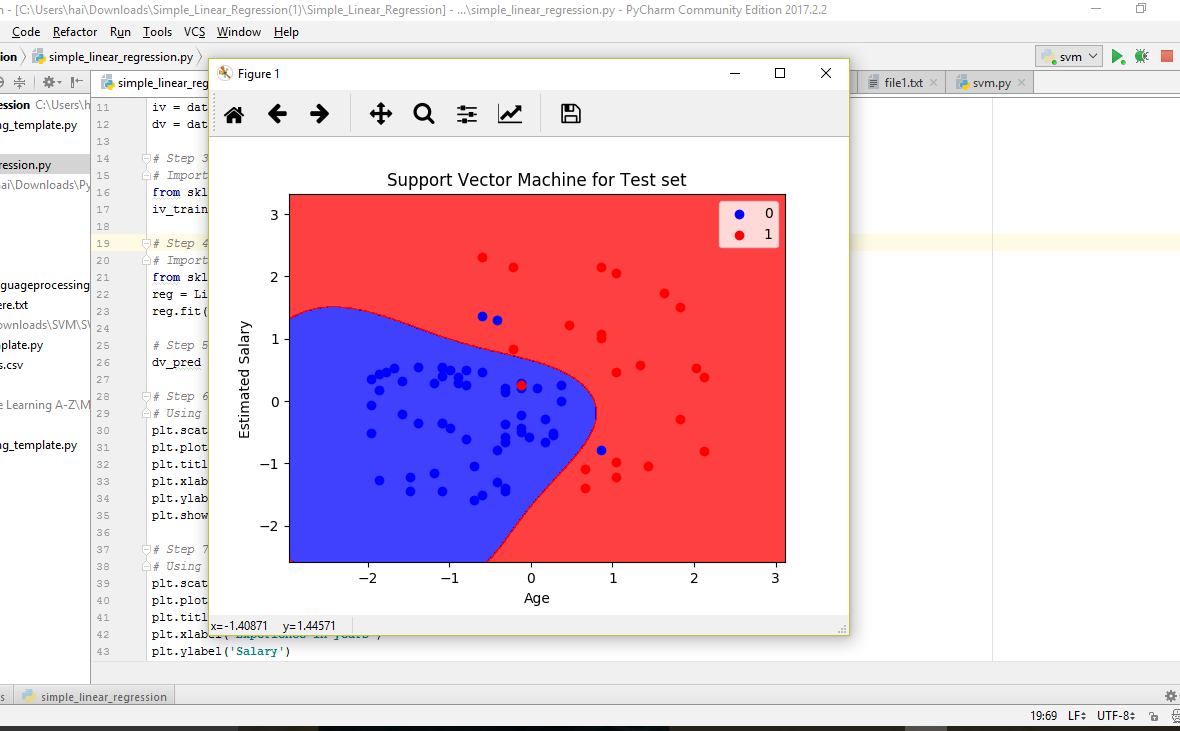 n - [C:\Users\hai\Downloads\Simple_Linear_Regression(1)\Simple_Linear_Regression] - ...\simple_linear_regression.py - PyCharm Community Edition 2017.2.2
Code Refactor Run Tools VCS Window Help
ion simple_linear_regression.py svm
simple_linear_reg file1.txt svm.py
ession C:\Users\h
ng_template.py
ression.py
hai\Downloads\Py
guageprocessing
ere.txt
ownloads\SVM\SV
plate.py
s.csv
e Learning A-Z\M
ng_template.py
11 iv = dat
12 dv = dat
13
14 # Step 3
15 # Import
16 from skl
17 iv_train
18
19 # Step 4
20 # Import
21 from skl
22 reg = Li
23 reg.fit(
24
25 # Step 5
26 dv_pred
27
28 # Step 6
29 # Using
30 plt.scat
31 plt.plot
32 plt.titl
33 plt.xlab
34 plt.ylab
35 plt.show
36
37 # Step 7
38 # Using
39 plt.scat
40 plt.plot
41 plt.titl
42 plt.xlabel('Experience in years')
43 plt.ylabel('Salary')
Figure 1
Support Vector Machine for Test set
0
1
Estimated Salary
3
2
1
0
−1
−2
−2 −1 0 1 2 3
Age
x=-1.40871 y=1.44571
s simple_linear_regression
19:69 LF UTF-8